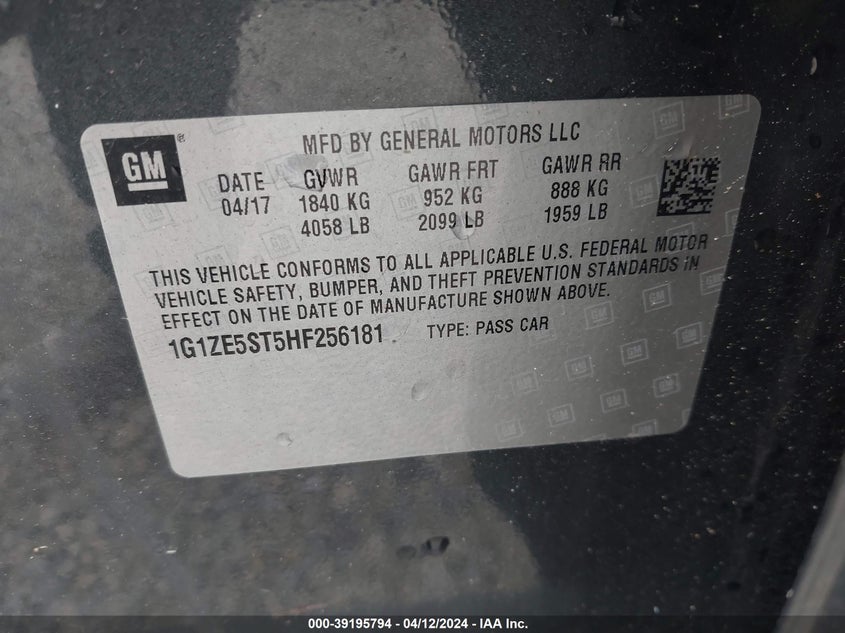 GM
MFD BY GENERAL MOTORS LLC
DATE GVWR GAWR FRT GAWR RR
04/17 1840 KG 952 KG 888 KG
4058 LB 2099 LB 1959 LB
THIS VEHICLE CONFORMS TO ALL APPLICABLE U.S. FEDERAL MOTOR
VEHICLE SAFETY, BUMPER, AND THEFT PREVENTION STANDARDS IN
EFFECT ON THE DATE OF MANUFACTURE SHOWN ABOVE.
1G1ZE5ST5HF256181 TYPE: PASS CAR
000-39195794 - 04/12/2024 - IAA Inc.